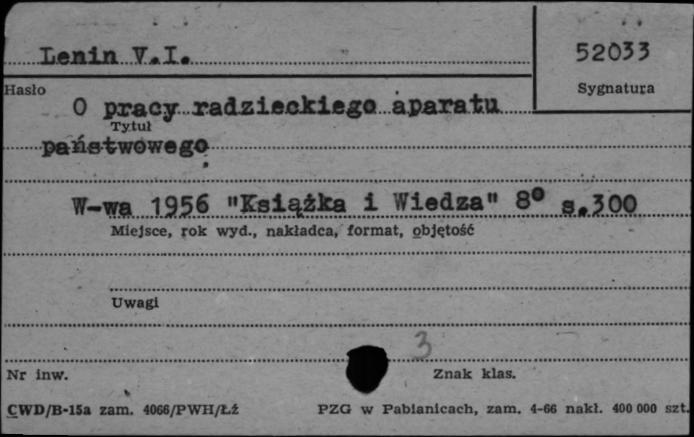 Lenin V.I.
52033
Hasło
Sygnatura
O pracy radzieckiego aparatu
Tytuł
państwowego
W-wa 1956 "Książka i Wiedza" 8° s.300
Miejsce, rok wyd., nakładca, format, objętość
Uwagi
3
Nr inw.
Znak klas.
CWD/B-15a zam. 4066/PWH/Łż
PZG w Pabianicach, zam. 4-66 nakł. 400 000 szt.